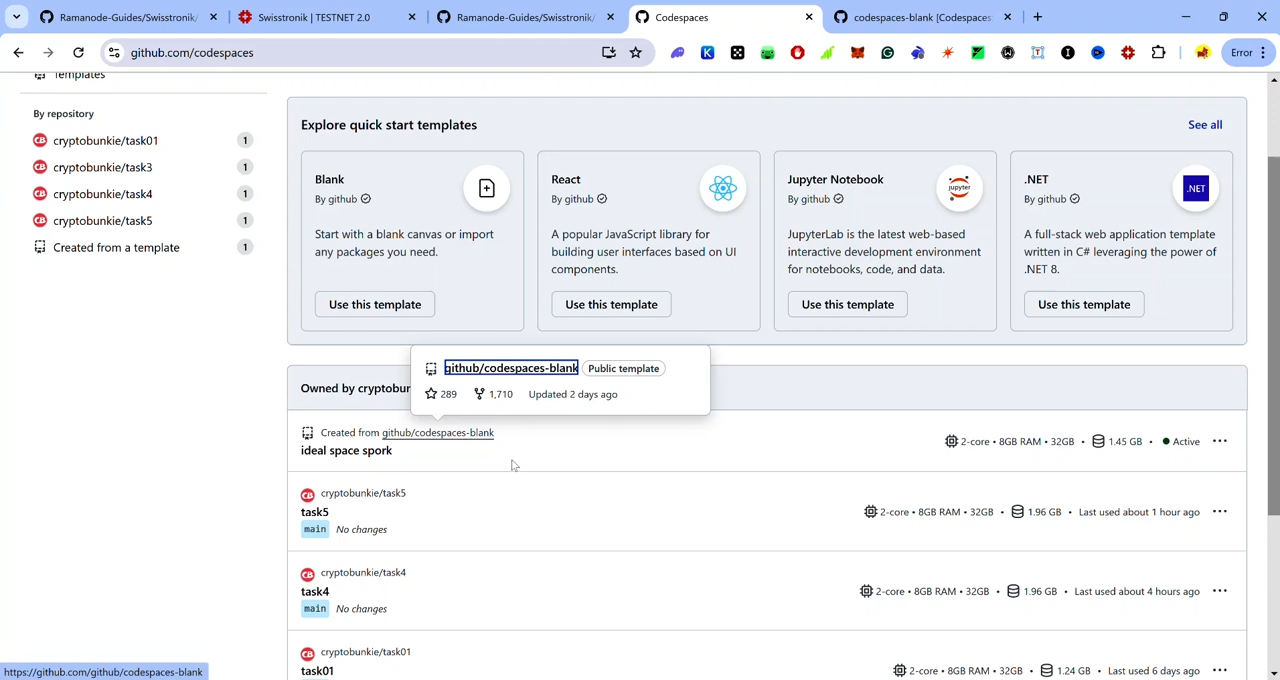 Ramanode-Guides/Swisstronik/
Swisstronik | TESTNET 2.0
Ramanode-Guides/Swisstronik/
Codespaces
codespaces-blank [Codespaces:
github.com/codespaces
Error
Templates
By repository
cryptobunkie/task01 1
cryptobunkie/task3 1
cryptobunkie/task4 1
cryptobunkie/task5 1
Created from a template 1
Explore quick start templates
See all
Blank
By github
Start with a blank canvas or import
any packages you need.
Use this template
React
By github
A popular JavaScript library for
building user interfaces based on UI
components.
Use this template
Jupyter Notebook
By github
JupyterLab is the latest web-based
interactive development environment
for notebooks, code, and data.
Use this template
.NET
By github
.NET
A full-stack web application template
written in C# leveraging the power of
.NET 8.
Use this template
github/codespaces-blank Public template
289 1,710 Updated 2 days ago
Owned by cryptobun
Created from github/codespaces-blank
ideal space spork
2-core • 8GB RAM • 32GB • 1.45 GB • Active
cryptobunkie/task5
task5
main No changes
2-core • 8GB RAM • 32GB • 1.96 GB • Last used about 1 hour ago
cryptobunkie/task4
task4
main No changes
2-core • 8GB RAM • 32GB • 1.96 GB • Last used about 4 hours ago
cryptobunkie/task01
task01
2-core • 8GB RAM • 32GB • 1.24 GB • Last used 6 days ago
https://github.com/github/codespaces-blank